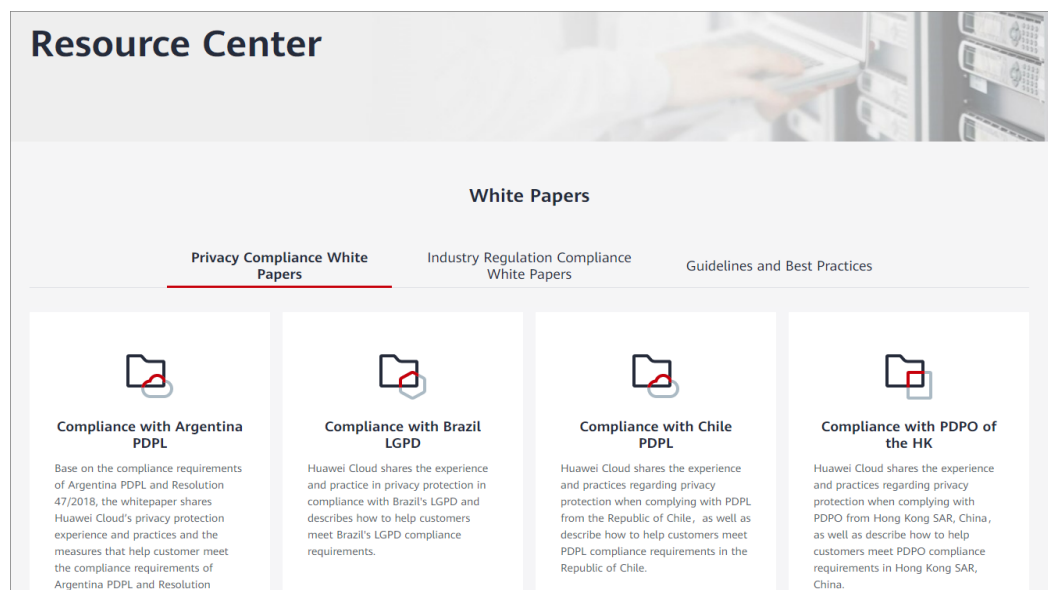 Resource Center
White Papers
Privacy Compliance White
Papers
Industry Regulation Compliance
White Papers
Guidelines and Best Practices
Compliance with Argentina
PDPL
Base on the compliance requirements
of Argentina PDPL and Resolution
47/2018, the whitepaper shares
Huawei Cloud's privacy protection
experience and practices and the
measures that help customer meet
the compliance requirements of
Argentina PDPL and Resolution
Compliance with Brazil
LGPD
Huawei Cloud shares the experience
and practice in privacy protection in
compliance with Brazil's LGPD and
describes how to help customers
meet Brazil's LGPD compliance
requirements.
Compliance with Chile
PDPL
Huawei Cloud shares the experience
and practices regarding privacy
protection when complying with PDPL
from the Republic of Chile，as well as
describe how to help customers meet
PDPL compliance requirements in the
Republic of Chile.
Compliance with PDPO of
the HK
Huawei Cloud shares the experience
and practices regarding privacy
protection when complying with
PDPO from Hong Kong SAR, China，
as well as describe how to help
customers meet PDPO compliance
requirements in Hong Kong SAR,
China.